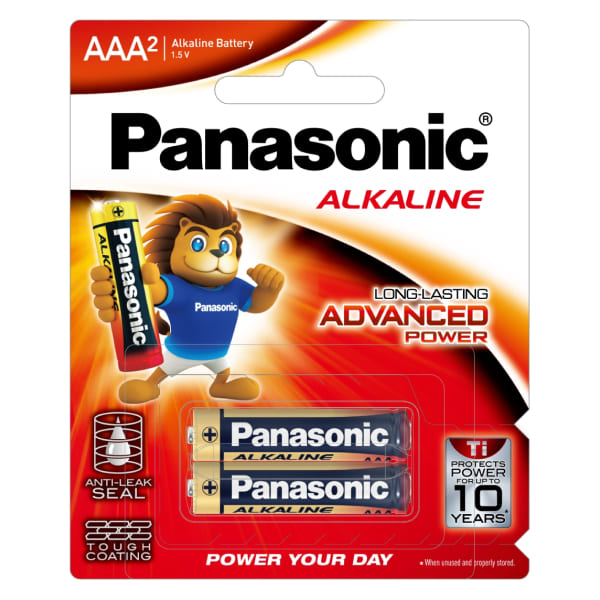 AAA2
Alkaline Battery
1.5 V
Panasonic®
ALKALINE
Panasonic
ALKALINE
Panasonic
LONG-LASTING
ADVANCED
POWER
Panasonic
ALKALINE AAA
Panasonic
ALKALINE AAA
ANTI-LEAK
SEAL
TOUGH
COATING
Ti
PROTECTS
POWER
FOR UP TO
10
YEARS*
POWER YOUR DAY
• When unused and properly stored.